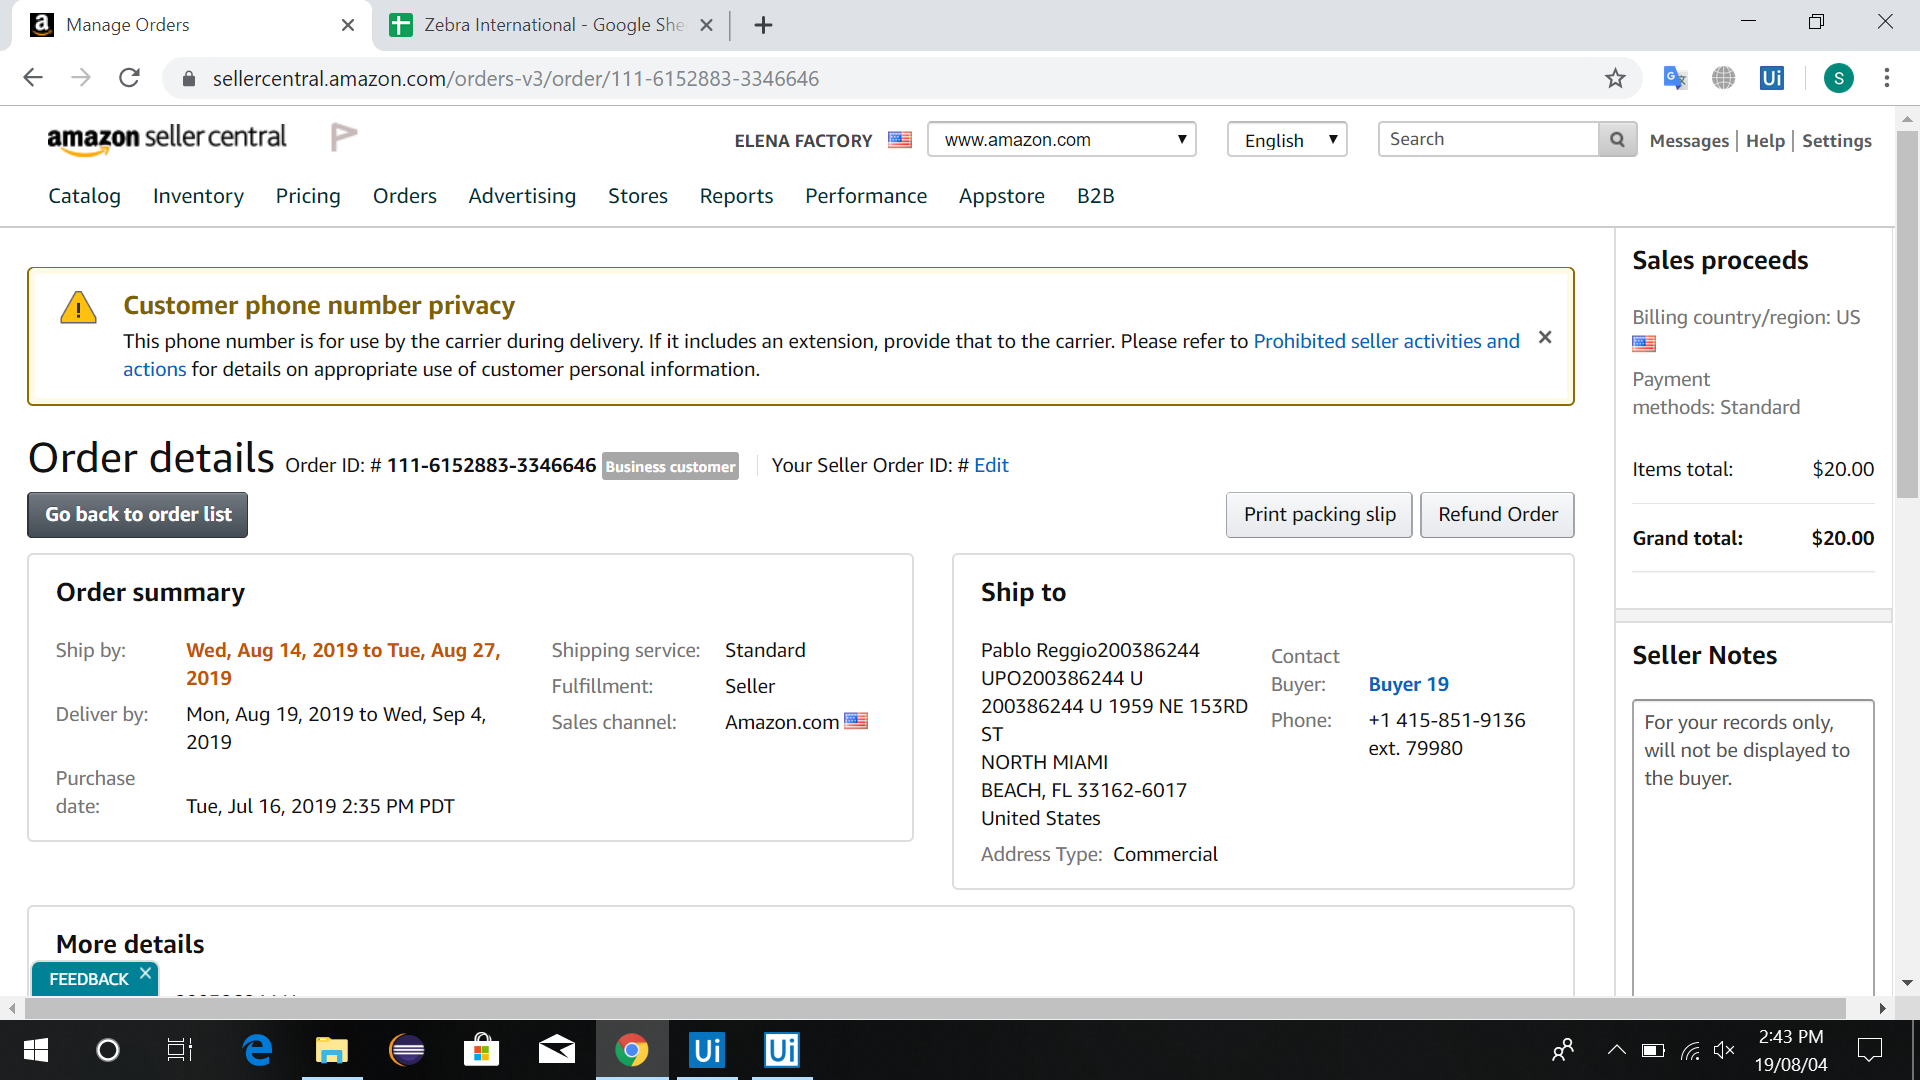 Manage Orders
Zebra International - Google She
sellercentral.amazon.com/orders-v3/order/111-6152883-3346646
Ui
S
amazon seller central
ELENA FACTORY
www.amazon.com
English
Search
Messages | Help | Settings
Catalog
Inventory
Pricing
Orders
Advertising
Stores
Reports
Performance
Appstore
B2B
Customer phone number privacy
This phone number is for use by the carrier during delivery. If it includes an extension, provide that to the carrier. Please refer to Prohibited seller activities and
actions for details on appropriate use of customer personal information.
Order details Order ID: # 111-6152883-3346646 Business customer Your Seller Order ID: # Edit
Go back to order list
Print packing slip
Refund Order
Order summary
Ship by:
Wed, Aug 14, 2019 to Tue, Aug 27,
2019
Deliver by:
Mon, Aug 19, 2019 to Wed, Sep 4,
2019
Purchase
date:
Tue, Jul 16, 2019 2:35 PM PDT
Shipping service:
Standard
Fulfillment:
Seller
Sales channel:
Amazon.com
Ship to
Pablo Reggio200386244
UPO200386244 U
200386244 U 1959 NE 153RD
ST
NORTH MIAMI
BEACH, FL 33162-6017
United States
Address Type: Commercial
Contact
Buyer:
Buyer 19
Phone:
+1 415-851-9136
ext. 79980
More details
FEEDBACK
Sales proceeds
Billing country/region: US
Payment
methods: Standard
Items total:
$20.00
Grand total:
$20.00
Seller Notes
For your records only,
will not be displayed to
the buyer.
Ui
Ui
2:43 PM
19/08/04